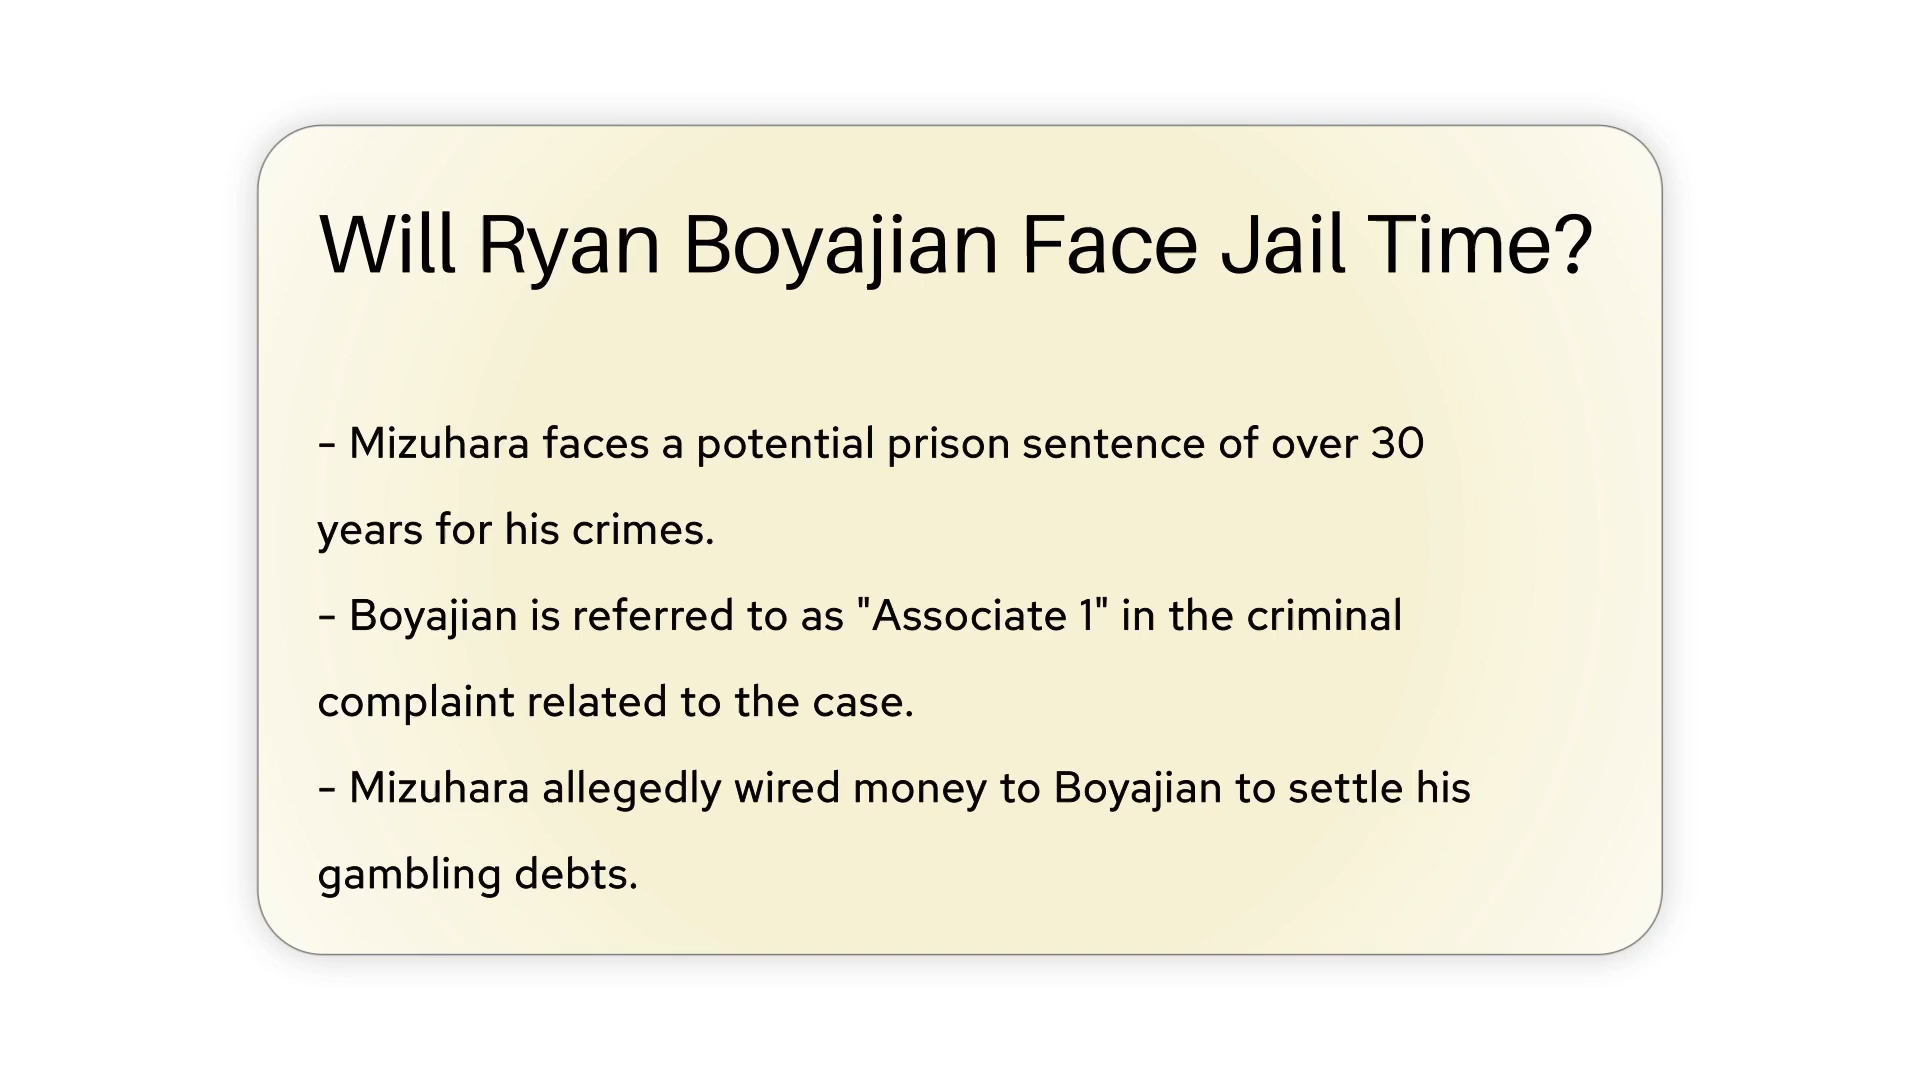 Will Ryan Boyajian Face Jail Time?
- Mizuhara faces a potential prison sentence of over 30
years for his crimes.
- Boyajian is referred to as "Associate 1" in the criminal
complaint related to the case.
- Mizuhara allegedly wired money to Boyajian to settle his
gambling debts.